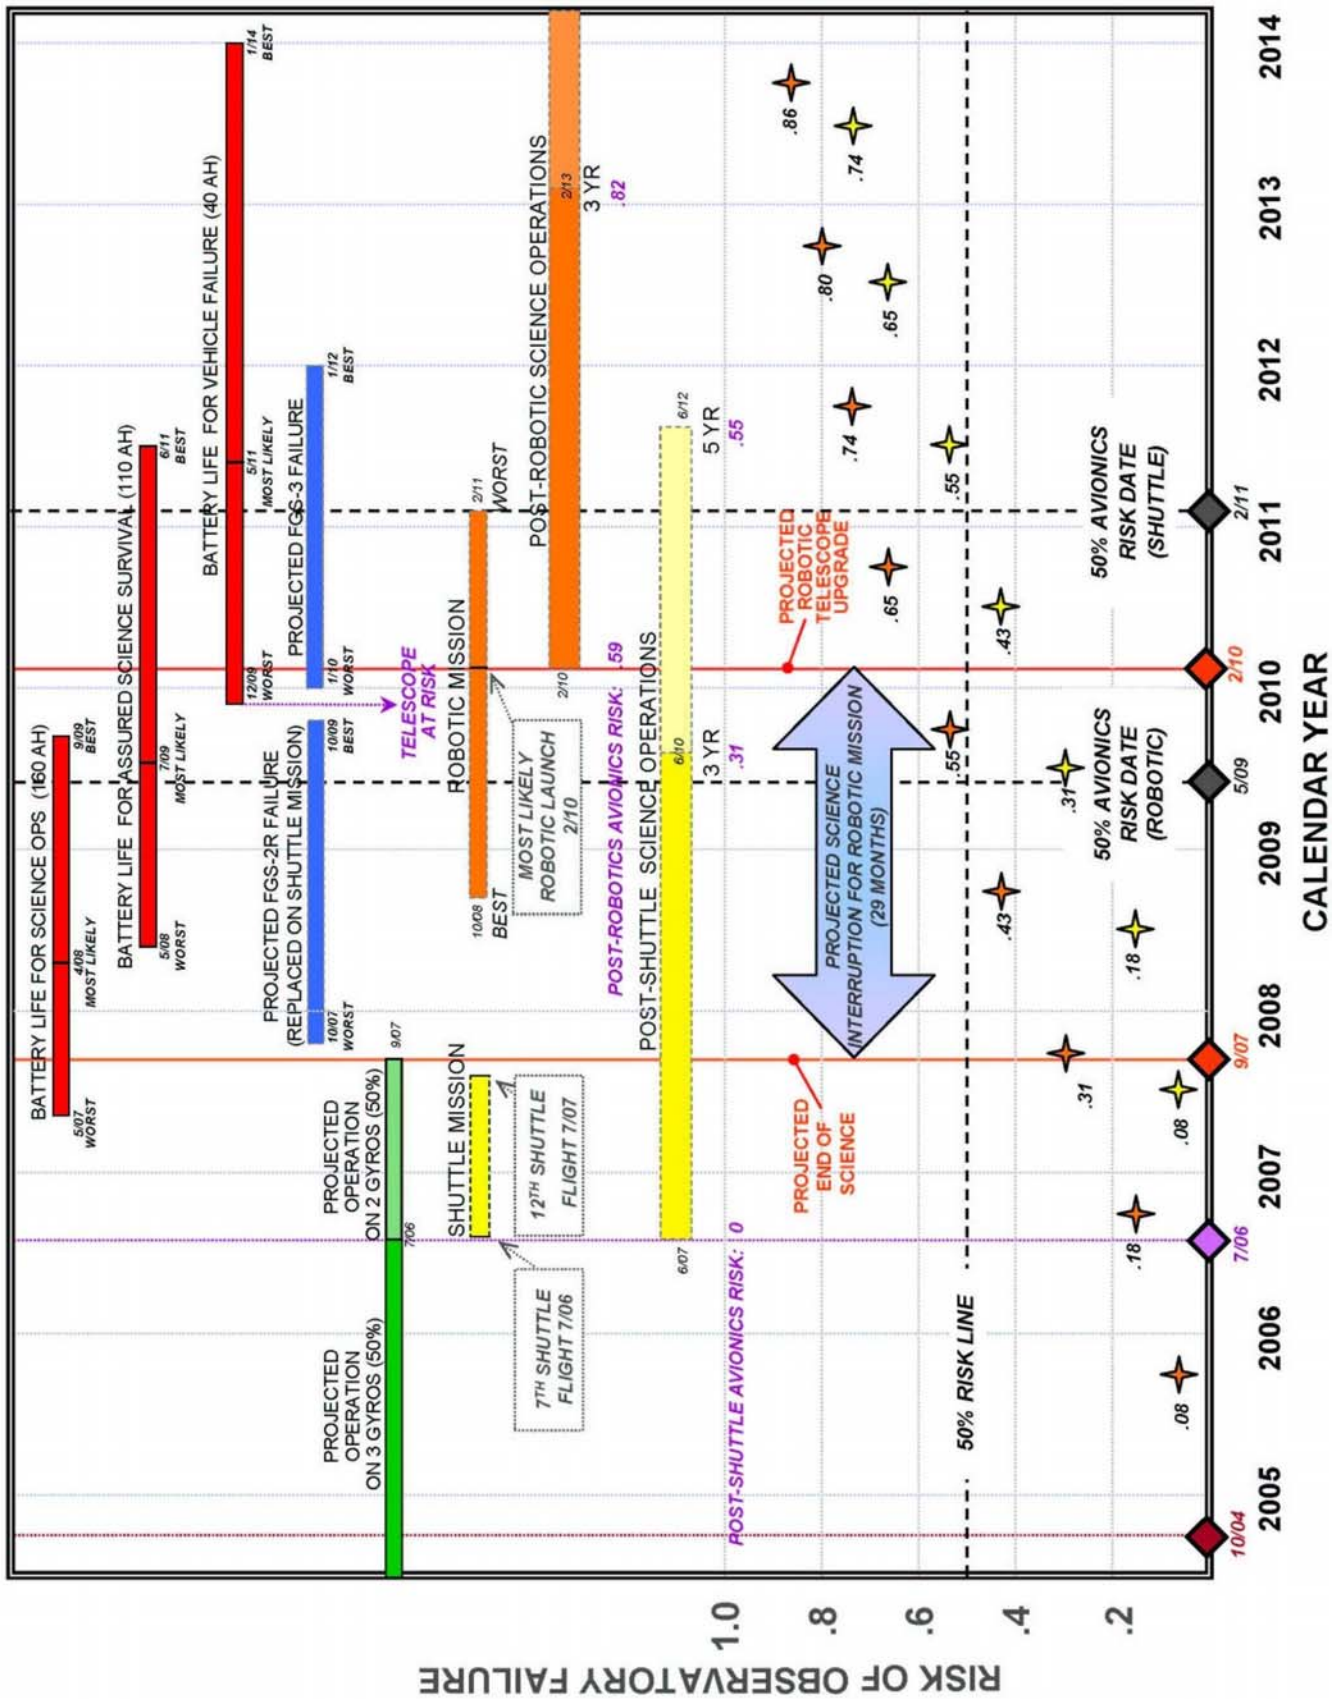 BATTERY LIFE FOR SCIENCE OPS (160 AH)
5/07
WORST
4/08
MOST LIKELY
9/09
BEST
BATTERY LIFE FOR ASSURED SCIENCE SURVIVAL (110 AH)
5/08
WORST
7/09
MOST LIKELY
6/11
BEST
BATTERY LIFE FOR VEHICLE FAILURE (40 AH)
12/09
WORST
5/11
MOST LIKELY
1/14
BEST
PROJECTED FGS-2R FAILURE
(REPLACED ON SHUTTLE MISSION)
10/07
WORST
10/09
BEST
PROJECTED FGS-3 FAILURE
1/10
WORST
1/12
BEST
PROJECTED
OPERATION
ON 3 GYROS (50%)
PROJECTED
OPERATION
ON 2 GYROS (50%)
7/06
9/07
TELESCOPE
AT RISK
SHUTTLE MISSION
7TH SHUTTLE
FLIGHT 7/06
12TH SHUTTLE
FLIGHT 7/07
ROBOTIC MISSION
10/08
BEST
2/11
WORST
MOST LIKELY
ROBOTIC LAUNCH
2/10
POST-ROBOTIC SCIENCE OPERATIONS
2/10
2/13
3 YR
.82
POST-ROBOTICS AVIONICS RISK: .59
POST-SHUTTLE SCIENCE OPERATIONS
6/07
6/10
3 YR
.31
6/12
5 YR
.55
POST-SHUTTLE AVIONICS RISK: 0
PROJECTED
END OF
SCIENCE
PROJECTED SCIENCE
INTERRUPTION FOR ROBOTIC MISSION
(29 MONTHS)
PROJECTED
ROBOTIC
TELESCOPE
UPGRADE
50% RISK LINE
.08
.18
.31
.43
.55
.65
.74
.80
.86
.08
.18
.31
.43
.55
.65
.74
50% AVIONICS
RISK DATE
(ROBOTIC)
50% AVIONICS
RISK DATE
(SHUTTLE)
RISK OF OBSERVATORY FAILURE
1.0
.8
.6
.4
.2
10/04
7/06
9/07
5/09
2/10
2/11
2005
2006
2007
2008
2009
2010
2011
2012
2013
2014
CALENDAR YEAR